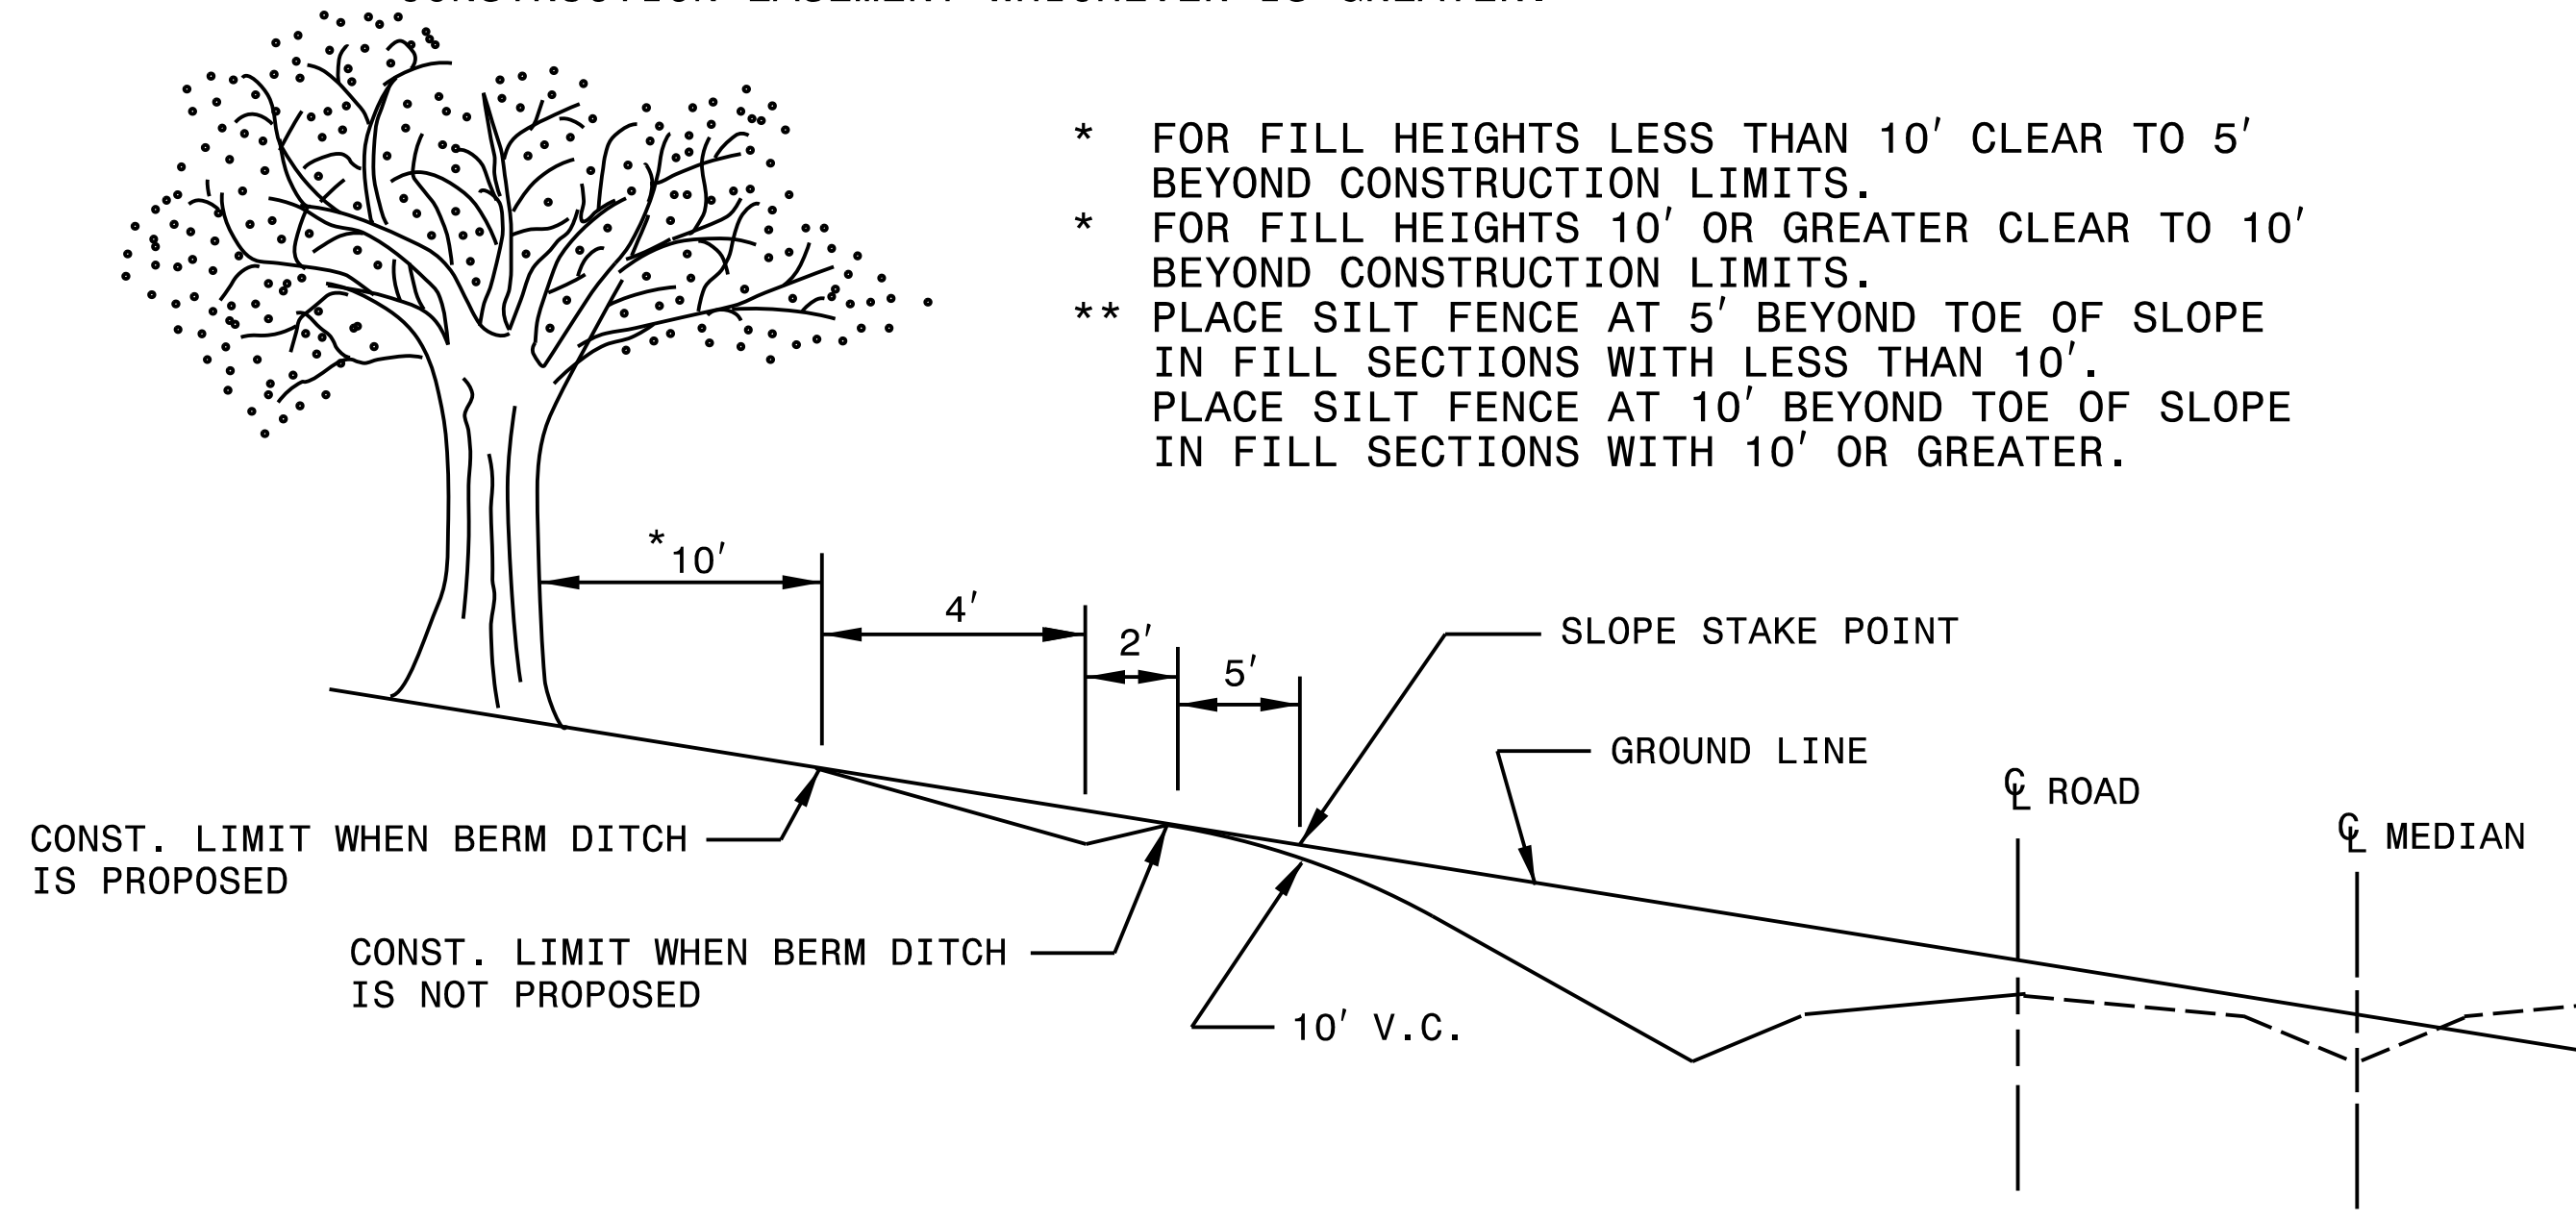 * FOR FILL HEIGHTS LESS THAN 10' CLEAR TO 5'
BEYOND CONSTRUCTION LIMITS.
* FOR FILL HEIGHTS 10' OR GREATER CLEAR TO 10'
BEYOND CONSTRUCTION LIMITS.
** PLACE SILT FENCE AT 5' BEYOND TOE OF SLOPE
IN FILL SECTIONS WITH LESS THAN 10'.
PLACE SILT FENCE AT 10' BEYOND TOE OF SLOPE
IN FILL SECTIONS WITH 10' OR GREATER.
*10'
4'
2'
5'
SLOPE STAKE POINT
GROUND LINE
℄ ROAD
℄ MEDIAN
CONST. LIMIT WHEN BERM DITCH
IS PROPOSED
CONST. LIMIT WHEN BERM DITCH
IS NOT PROPOSED
10' V.C.